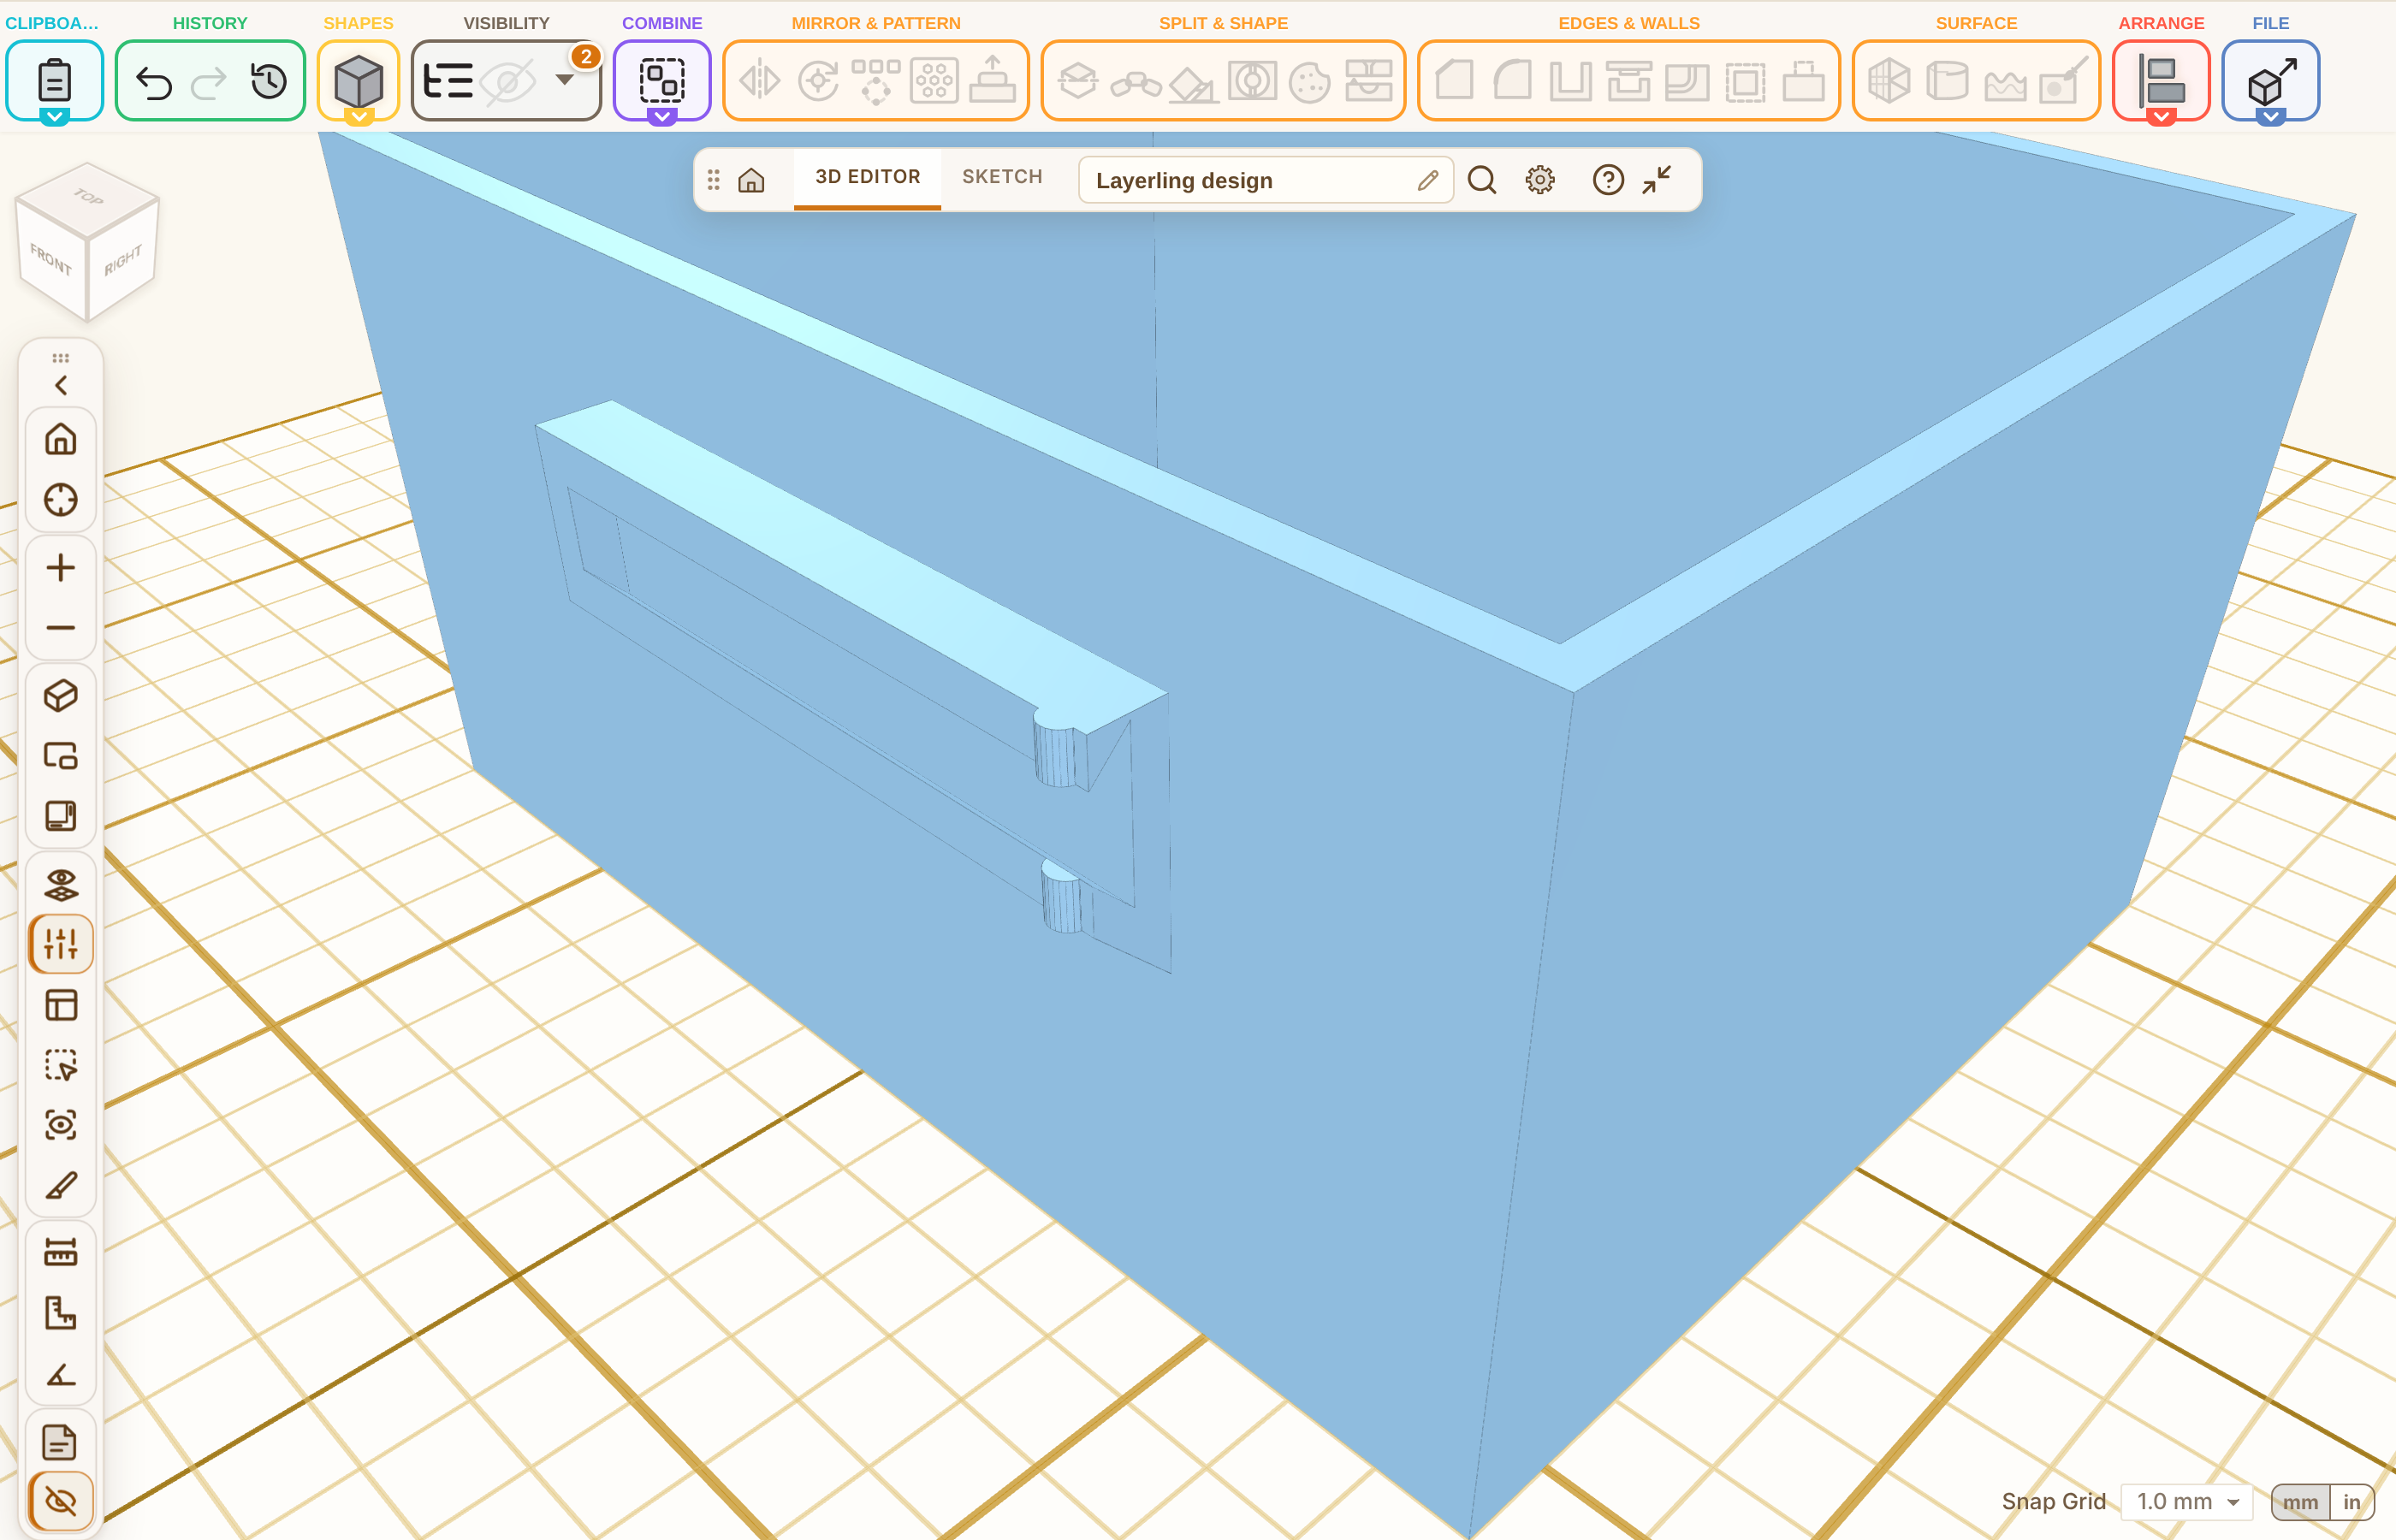 CLIPBOA...
HISTORY
SHAPES
VISIBILITY
COMBINE
MIRROR & PATTERN
SPLIT & SHAPE
EDGES & WALLS
SURFACE
ARRANGE
FILE
2
3D EDITOR
SKETCH
Layerling design
TOP
FRONT
RIGHT
Snap Grid
1.0 mm
mm
in